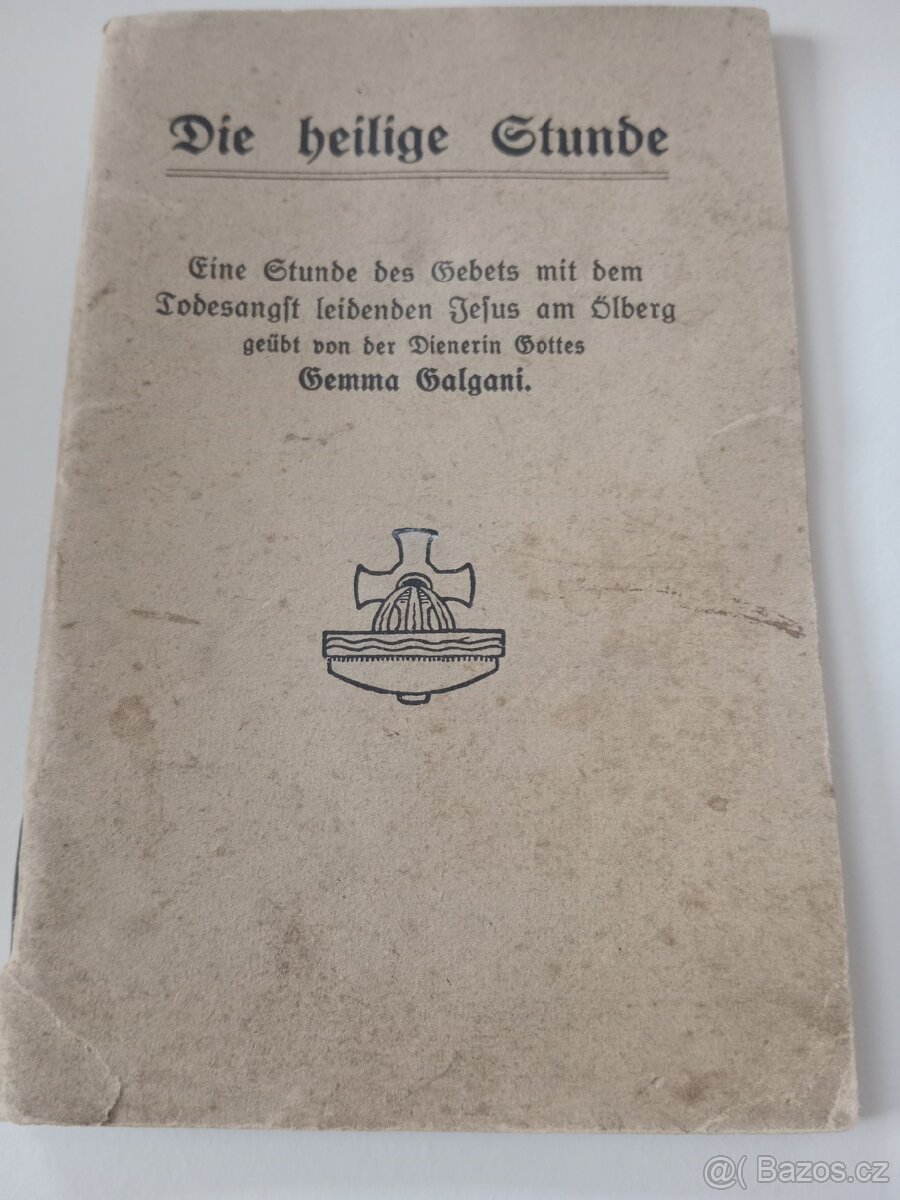 Die heilige Stunde
Eine Stunde des Gebets mit dem
Todesangst leidenden Jesus am Ölberg
geübt von der Dienerin Gottes
Gemma Galgani.
@( Bazos.cz